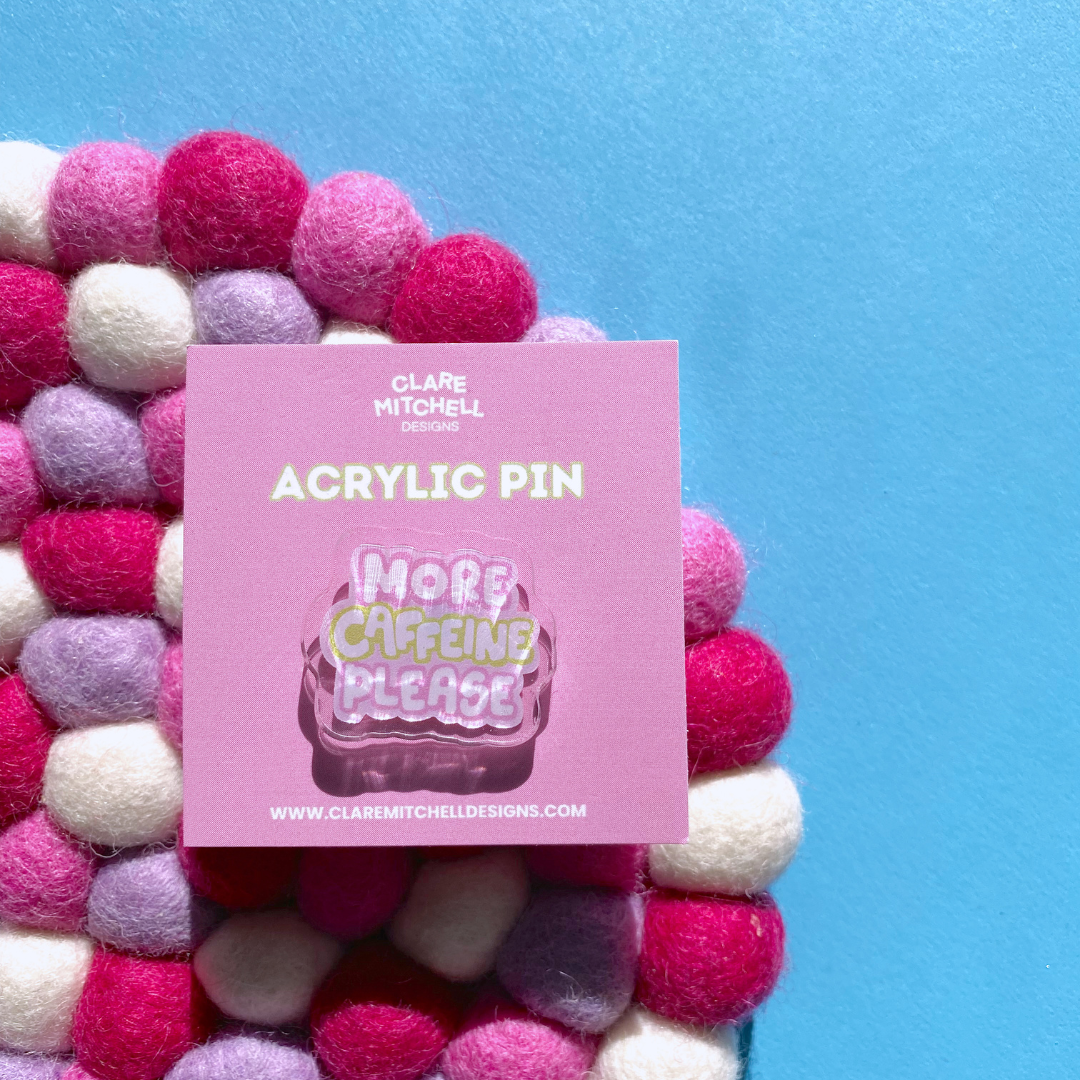 CLARE
MITCHELL
DESIGNS
ACRYLIC PIN
MORE
CAFFEINE
PLEASE
WWW.CLAREMITCHELLDESIGNS.COM